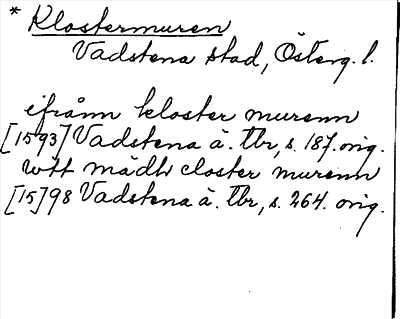 * Klostermuren
Vadstena stad, Österg. l.
ifrånn kloster murenn
[1593] Vadstena ä. tbr, s. 187. orig.
wtt mädh closter murenn
[15]98 Vadstena ä. Tbr, s. 264. orig.